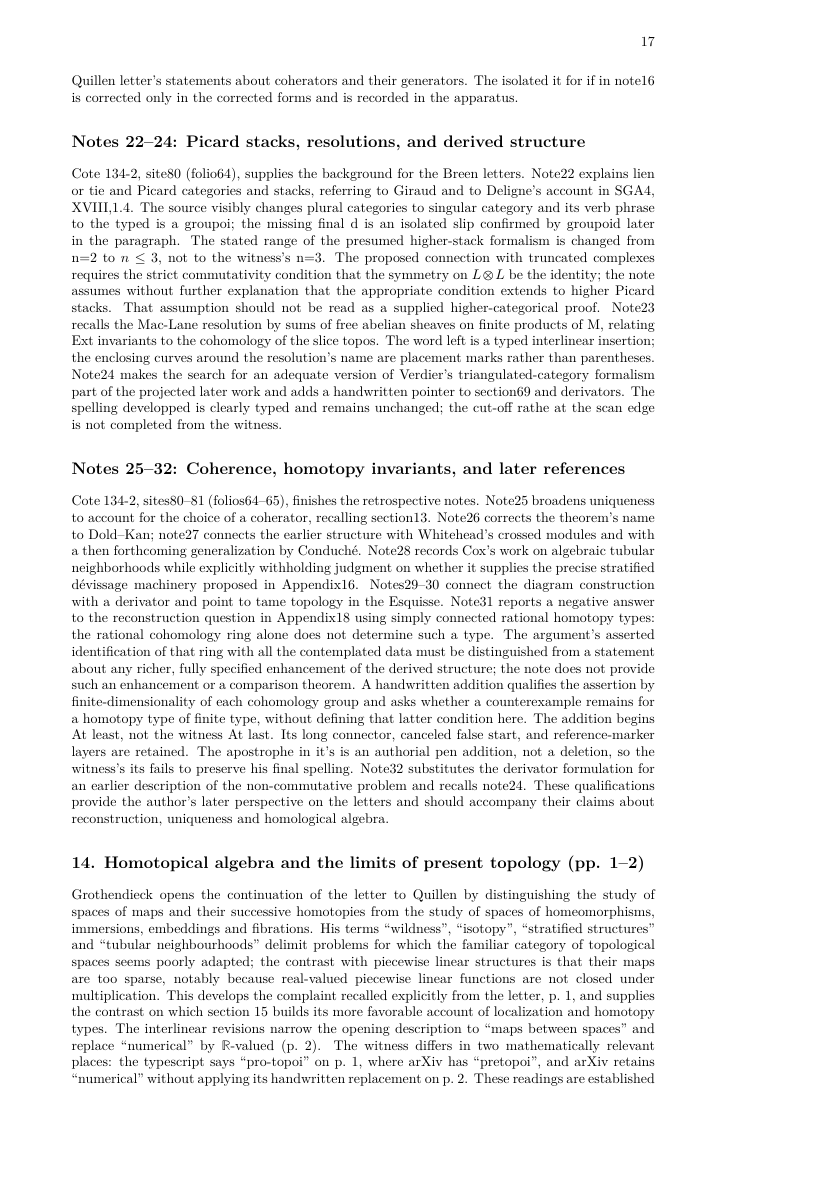 17
Quillen letter's statements about coherators and their generators. The isolated it for if in note16
is corrected only in the corrected forms and is recorded in the apparatus.
Notes 22–24: Picard stacks, resolutions, and derived structure
Cote 134-2, site80 (folio64), supplies the background for the Breen letters. Note22 explains lien
or tie and Picard categories and stacks, referring to Giraud and to Deligne's account in SGA4,
XVIII,1.4. The source visibly changes plural categories to singular category and its verb phrase
to the typed is a groupoi; the missing final d is an isolated slip confirmed by groupoid later
in the paragraph. The stated range of the presumed higher-stack formalism is changed from
n=2 to n ≤ 3, not to the witness's n=3. The proposed connection with truncated complexes
requires the strict commutativity condition that the symmetry on L⊗L be the identity; the note
assumes without further explanation that the appropriate condition extends to higher Picard
stacks. That assumption should not be read as a supplied higher-categorical proof. Note23
recalls the Mac-Lane resolution by sums of free abelian sheaves on finite products of M, relating
Ext invariants to the cohomology of the slice topos. The word left is a typed interlinear insertion;
the enclosing curves around the resolution's name are placement marks rather than parentheses.
Note24 makes the search for an adequate version of Verdier's triangulated-category formalism
part of the projected later work and adds a handwritten pointer to section69 and derivators. The
spelling developped is clearly typed and remains unchanged; the cut-off rathe at the scan edge
is not completed from the witness.
Notes 25–32: Coherence, homotopy invariants, and later references
Cote 134-2, sites80–81 (folios64–65), finishes the retrospective notes. Note25 broadens uniqueness
to account for the choice of a coherator, recalling section13. Note26 corrects the theorem's name
to Dold–Kan; note27 connects the earlier structure with Whitehead's crossed modules and with
a then forthcoming generalization by Conduché. Note28 records Cox's work on algebraic tubular
neighborhoods while explicitly withholding judgment on whether it supplies the precise stratified
dévissage machinery proposed in Appendix16. Notes29–30 connect the diagram construction
with a derivator and point to tame topology in the Esquisse. Note31 reports a negative answer
to the reconstruction question in Appendix18 using simply connected rational homotopy types:
the rational cohomology ring alone does not determine such a type. The argument's asserted
identification of that ring with all the contemplated data must be distinguished from a statement
about any richer, fully specified enhancement of the derived structure; the note does not provide
such an enhancement or a comparison theorem. A handwritten addition qualifies the assertion by
finite-dimensionality of each cohomology group and asks whether a counterexample remains for
a homotopy type of finite type, without defining that latter condition here. The addition begins
At least, not the witness At last. Its long connector, canceled false start, and reference-marker
layers are retained. The apostrophe in it's is an authorial pen addition, not a deletion, so the
witness's its fails to preserve his final spelling. Note32 substitutes the derivator formulation for
an earlier description of the non-commutative problem and recalls note24. These qualifications
provide the author's later perspective on the letters and should accompany their claims about
reconstruction, uniqueness and homological algebra.
14. Homotopical algebra and the limits of present topology (pp. 1–2)
Grothendieck opens the continuation of the letter to Quillen by distinguishing the study of
spaces of maps and their successive homotopies from the study of spaces of homeomorphisms,
immersions, embeddings and fibrations. His terms “wildness”, “isotopy”, “stratified structures”
and “tubular neighbourhoods” delimit problems for which the familiar category of topological
spaces seems poorly adapted; the contrast with piecewise linear structures is that their maps
are too sparse, notably because real-valued piecewise linear functions are not closed under
multiplication. This develops the complaint recalled explicitly from the letter, p. 1, and supplies
the contrast on which section 15 builds its more favorable account of localization and homotopy
types. The interlinear revisions narrow the opening description to “maps between spaces” and
replace “numerical” by ℝ-valued (p. 2). The witness differs in two mathematically relevant
places: the typescript says “pro-topoi” on p. 1, where arXiv has “pretopoi”, and arXiv retains
“numerical” without applying its handwritten replacement on p. 2. These readings are established